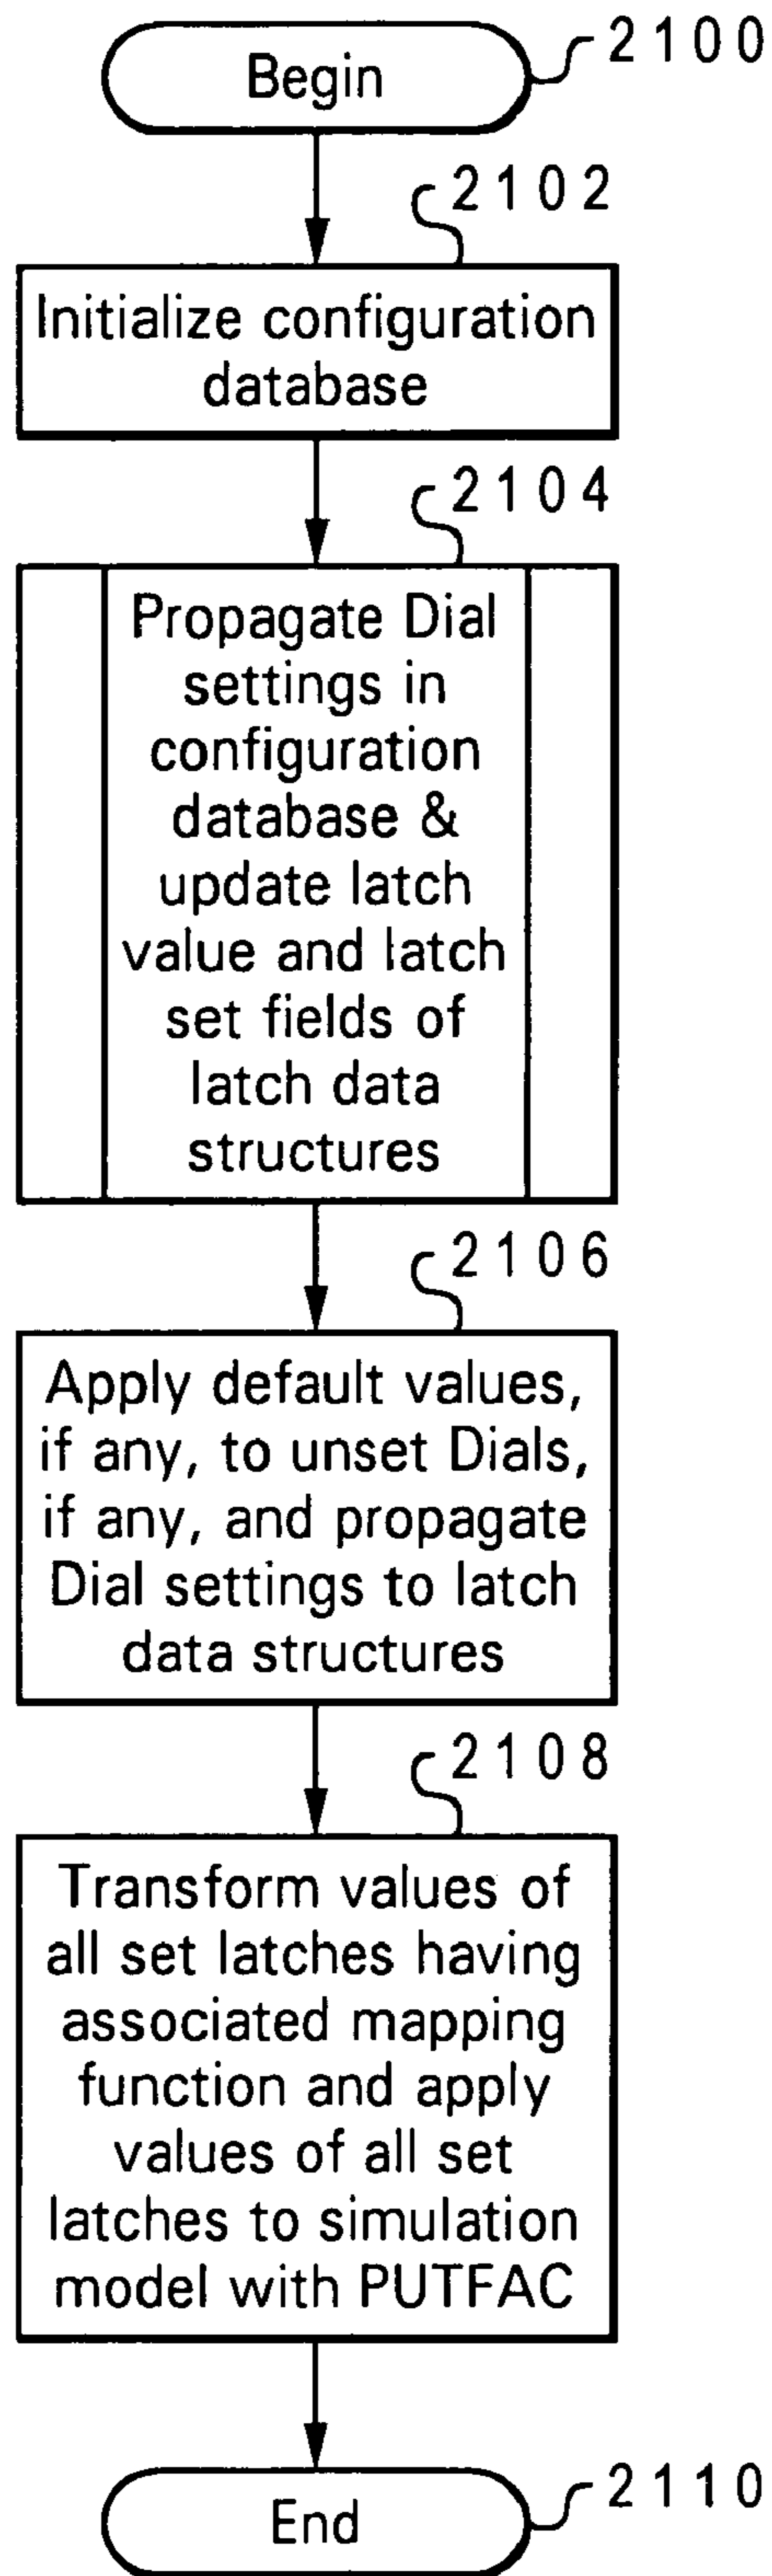 2100
Begin
2102
Initialize configuration
database
2104
Propagate Dial
settings in
configuration
database &
update latch
value and latch
set fields of
latch data
structures
2106
Apply default values,
if any, to unset Dials,
if any, and propagate
Dial settings to latch
data structures
2108
Transform values of
all set latches having
associated mapping
function and apply
values of all set
latches to simulation
model with PUTFAC
2110
End